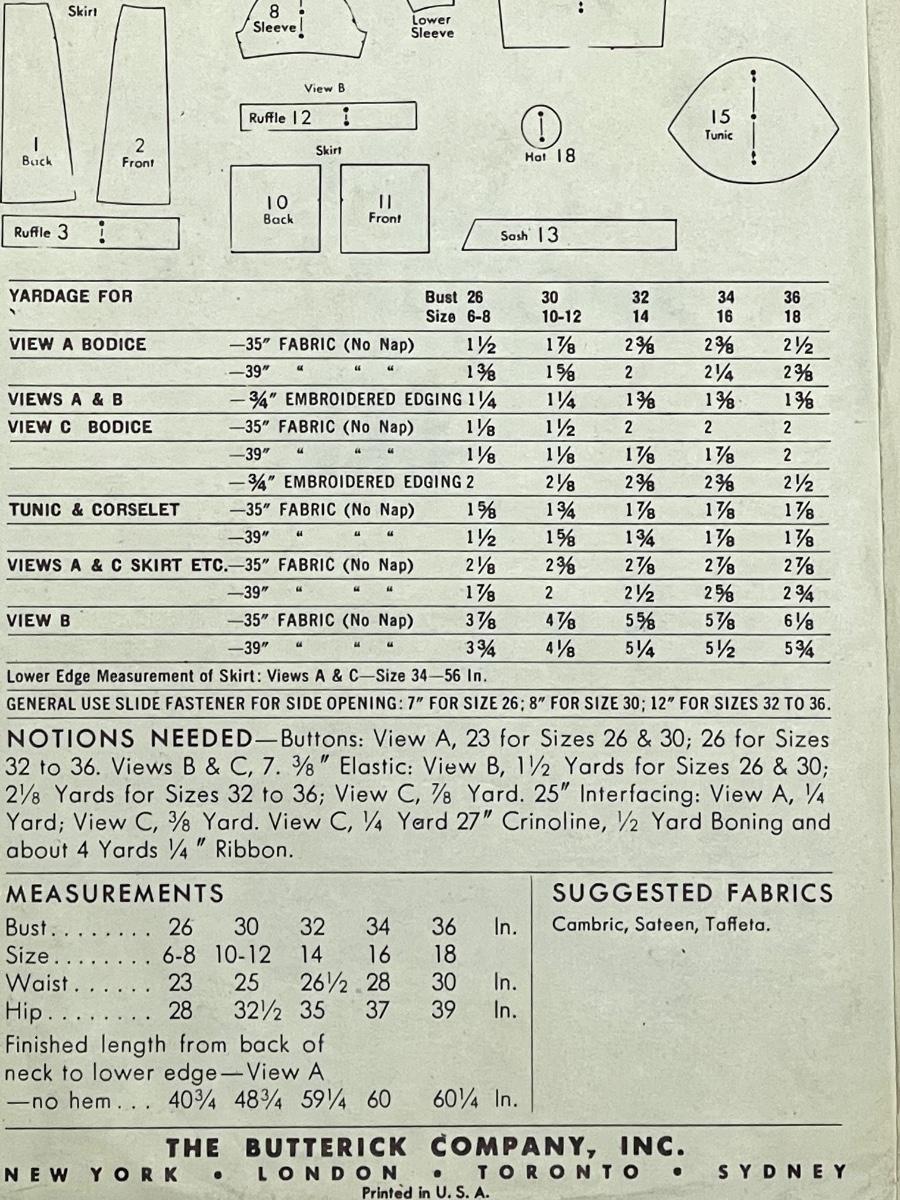 Skirt
8
Sleeve
Lower
Sleeve
1
Back
2
Front
View B
Ruffle 12
15
Tunic
Hat 18
Skirt
10
Back
11
Front
Ruffle 3
Sash 13
YARDAGE FOR Bust 26 30 32 34 36
Size 6-8 10-12 14 16 18
VIEW A BODICE —35″ FABRIC (No Nap) 1½ 1⅞ 2⅜ 2⅜ 2½
—39″ “ “ “ 1⅜ 1⅝ 2 2¼ 2⅜
VIEWS A & B —¾″ EMBROIDERED EDGING 1¼ 1¼ 1⅜ 1⅜ 1⅜
VIEW C BODICE —35″ FABRIC (No Nap) 1⅛ 1½ 2 2 2
—39″ “ “ “ 1⅛ 1⅛ 1⅞ 1⅞ 2
—¾″ EMBROIDERED EDGING 2 2⅛ 2⅜ 2⅜ 2½
TUNIC & CORSELET —35″ FABRIC (No Nap) 1⅝ 1¾ 1⅞ 1⅞ 1⅞
—39″ “ “ “ 1½ 1⅝ 1¾ 1⅞ 1⅞
VIEWS A & C SKIRT ETC.—35″ FABRIC (No Nap) 2⅛ 2⅜ 2⅞ 2⅞ 2⅞
—39″ “ “ “ 1⅞ 2 2½ 2⅝ 2¾
VIEW B —35″ FABRIC (No Nap) 3⅞ 4⅞ 5⅝ 5⅞ 6⅛
—39″ “ “ “ 3¾ 4⅛ 5¼ 5½ 5¾
Lower Edge Measurement of Skirt: Views A & C—Size 34—56 In.
GENERAL USE SLIDE FASTENER FOR SIDE OPENING: 7″ FOR SIZE 26; 8″ FOR SIZE 30; 12″ FOR SIZES 32 TO 36.
NOTIONS NEEDED—Buttons: View A, 23 for Sizes 26 & 30; 26 for Sizes
32 to 36. Views B & C, 7. ⅜″ Elastic: View B, 1½ Yards for Sizes 26 & 30;
2⅛ Yards for Sizes 32 to 36; View C, ⅞ Yard. 25″ Interfacing: View A, ¼
Yard; View C, ⅜ Yard. View C, ¼ Yard 27″ Crinoline, ½ Yard Boning and
about 4 Yards ¼″ Ribbon.
MEASUREMENTS
Bust........ 26 30 32 34 36 In.
Size........ 6-8 10-12 14 16 18
Waist...... 23 25 26½ 28 30 In.
Hip........ 28 32½ 35 37 39 In.
Finished length from back of
neck to lower edge—View A
—no hem... 40¾ 48¾ 59¼ 60 60¼ In.
SUGGESTED FABRICS
Cambric, Sateen, Taffeta.
THE BUTTERICK COMPANY, INC.
NEW YORK • LONDON • TORONTO • SYDNEY
Printed in U. S. A.